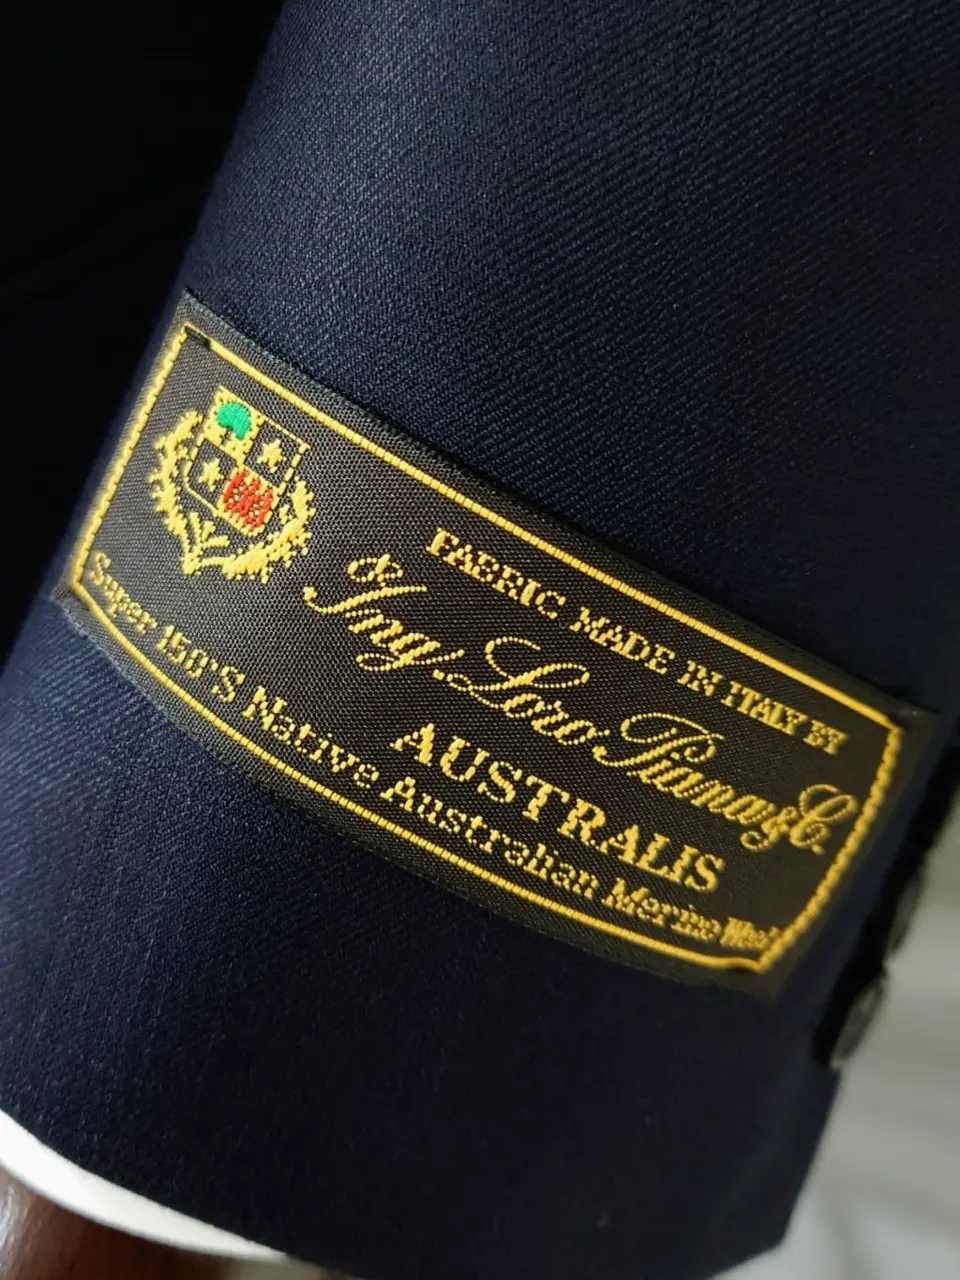 FABRIC MADE IN ITALY BY
& Ing. Loro Piana & C.
AUSTRALIS
Super 150'S Native Australian Merino Wool